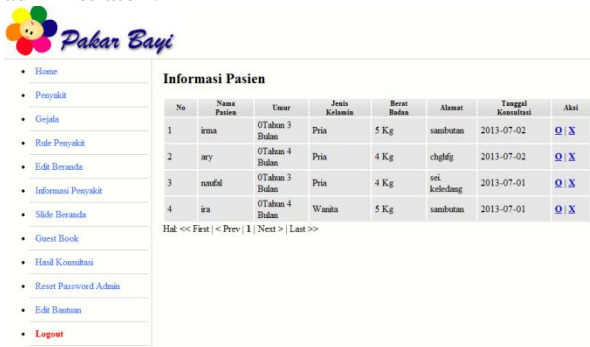 Pakar Bayi
Home
Penyakit
Gejala
Rule Penyakit
Edit Beranda
Informasi Penyakit
Slide Beranda
Guest Book
Hasil Konsultasi
Reset Password Admin
Edit Bantuan
Logout
Informasi Pasien
No Nama Pasien Umur Jenis Kelamin Berat Badan Alamat Tanggal Konsultasi Aksi
1 irma 0Tahun 3 Bulan Pria 5 Kg sambutan 2013-07-02 O | X
2 ary 0Tahun 4 Bulan Pria 4 Kg chghfg 2013-07-02 O | X
3 naufal 0Tahun 3 Bulan Pria 4 Kg sei. keledang 2013-07-01 O | X
4 ira 0Tahun 4 Bulan Wanita 5 Kg sambutan 2013-07-01 O | X
Hal: << First | < Prev | 1 | Next > | Last >>